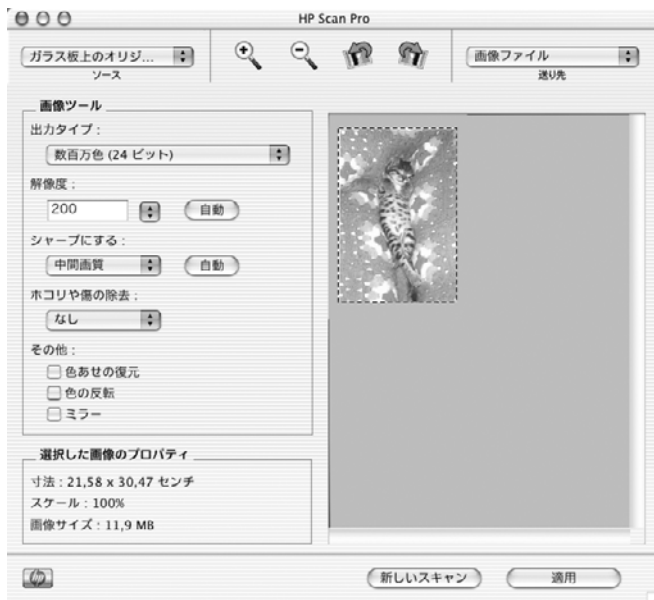 HP Scan Pro
ガラス板上のオリジ...
ソース
画像ファイル
送り先
画像ツール
出力タイプ :
数百万色 (24 ビット)
解像度 :
200
自動
シャープにする :
中間画質
自動
ホコリや傷の除去 :
なし
その他 :
色あせの復元
色の反転
ミラー
選択した画像のプロパティ
寸法 : 21,58 x 30,47 センチ
スケール : 100%
画像サイズ : 11,9 MB
hp
新しいスキャン
適用